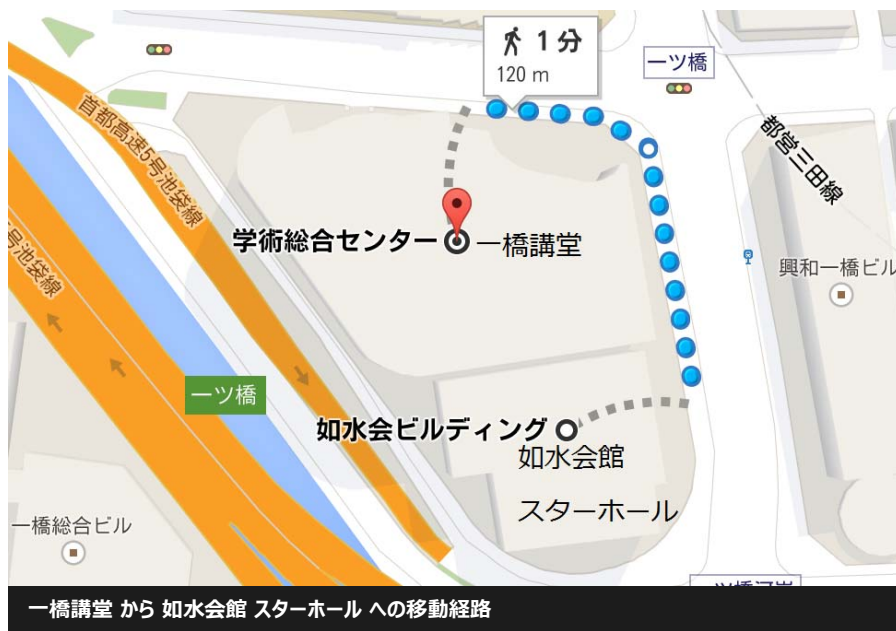 1 分
120 m
一ツ橋
首都高速5号池袋線
都営三田線
号池袋線
学術総合センター
一橋講堂
興和一橋ビル
一ツ橋
如水会ビルディング
如水会館
スターホール
一橋総合ビル
一橋講堂 から 如水会館 スターホール への移動経路